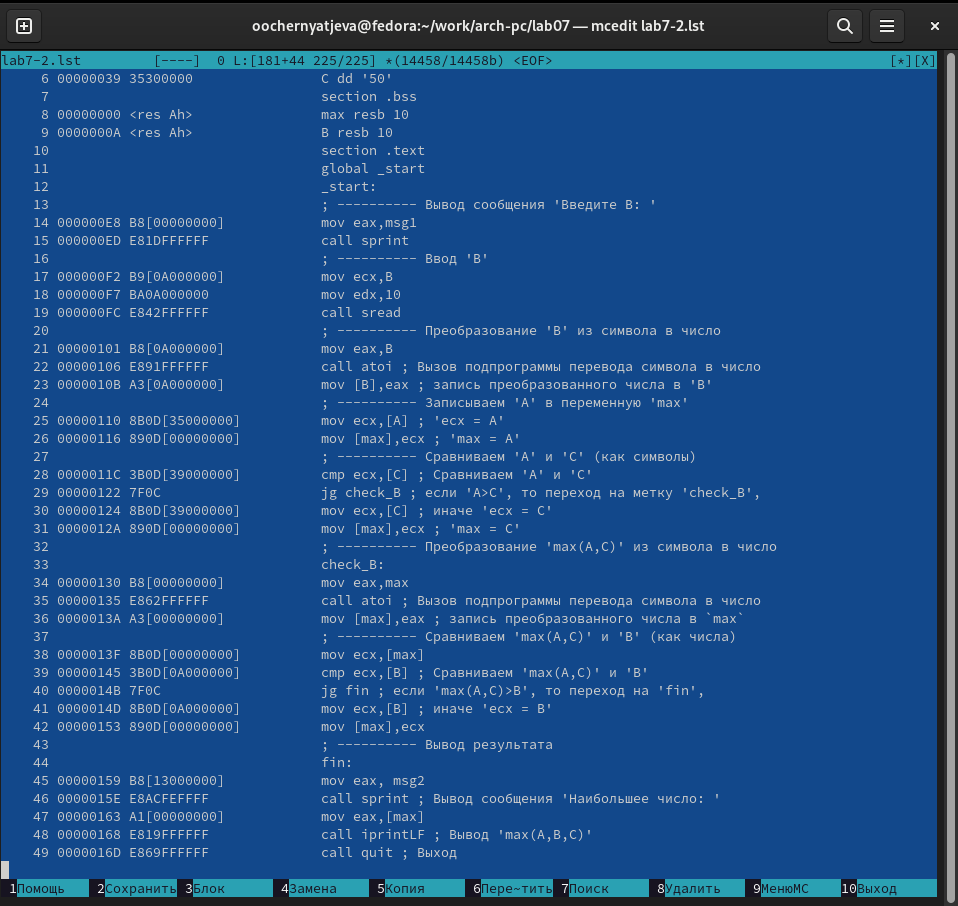 oochernyatjeva@fedora:~/work/arch-pc/lab07 — mcedit lab7-2.lst
lab7-2.lst [----] 0 L:[181+44 225/225] *(14458/14458b) <EOF> [*][X]
6 00000039 35300000 C dd '50'
7 section .bss
8 00000000 <res Ah> max resb 10
9 0000000A <res Ah> B resb 10
10 section .text
11 global _start
12 _start:
13 ; ---------- Вывод сообщения 'Введите B: '
14 000000E8 B8[00000000] mov eax,msg1
15 000000ED E81DFFFFFF call sprint
16 ; ---------- Ввод 'B'
17 000000F2 B9[0A000000] mov ecx,B
18 000000F7 BA0A000000 mov edx,10
19 000000FC E842FFFFFF call sread
20 ; ---------- Преобразование 'B' из символа в число
21 00000101 B8[0A000000] mov eax,B
22 00000106 E891FFFFFF call atoi ; Вызов подпрограммы перевода символа в число
23 0000010B A3[0A000000] mov [B],eax ; запись преобразованного числа в 'B'
24 ; ---------- Записываем 'A' в переменную 'max'
25 00000110 8B0D[35000000] mov ecx,[A] ; 'ecx = A'
26 00000116 890D[00000000] mov [max],ecx ; 'max = A'
27 ; ---------- Сравниваем 'A' и 'С' (как символы)
28 0000011C 3B0D[39000000] cmp ecx,[C] ; Сравниваем 'A' и 'С'
29 00000122 7F0C jg check_B ; если 'A>C', то переход на метку 'check_B',
30 00000124 8B0D[39000000] mov ecx,[C] ; иначе 'ecx = C'
31 0000012A 890D[00000000] mov [max],ecx ; 'max = C'
32 ; ---------- Преобразование 'max(A,C)' из символа в число
33 check_B:
34 00000130 B8[00000000] mov eax,max
35 00000135 E862FFFFFF call atoi ; Вызов подпрограммы перевода символа в число
36 0000013A A3[00000000] mov [max],eax ; запись преобразованного числа в `max`
37 ; ---------- Сравниваем 'max(A,C)' и 'B' (как числа)
38 0000013F 8B0D[00000000] mov ecx,[max]
39 00000145 3B0D[0A000000] cmp ecx,[B] ; Сравниваем 'max(A,C)' и 'B'
40 0000014B 7F0C jg fin ; если 'max(A,C)>B', то переход на 'fin',
41 0000014D 8B0D[0A000000] mov ecx,[B] ; иначе 'ecx = B'
42 00000153 890D[00000000] mov [max],ecx
43 ; ---------- Вывод результата
44 fin:
45 00000159 B8[13000000] mov eax, msg2
46 0000015E E8ACFEFFFF call sprint ; Вывод сообщения 'Наибольшее число: '
47 00000163 A1[00000000] mov eax,[max]
48 00000168 E819FFFFFF call iprintLF ; Вывод 'max(A,B,C)'
49 0000016D E869FFFFFF call quit ; Выход
1Помощь 2Сохранить 3Блок 4Замена 5Копия 6Пере~тить 7Поиск 8Удалить 9МенюМС 10Выход